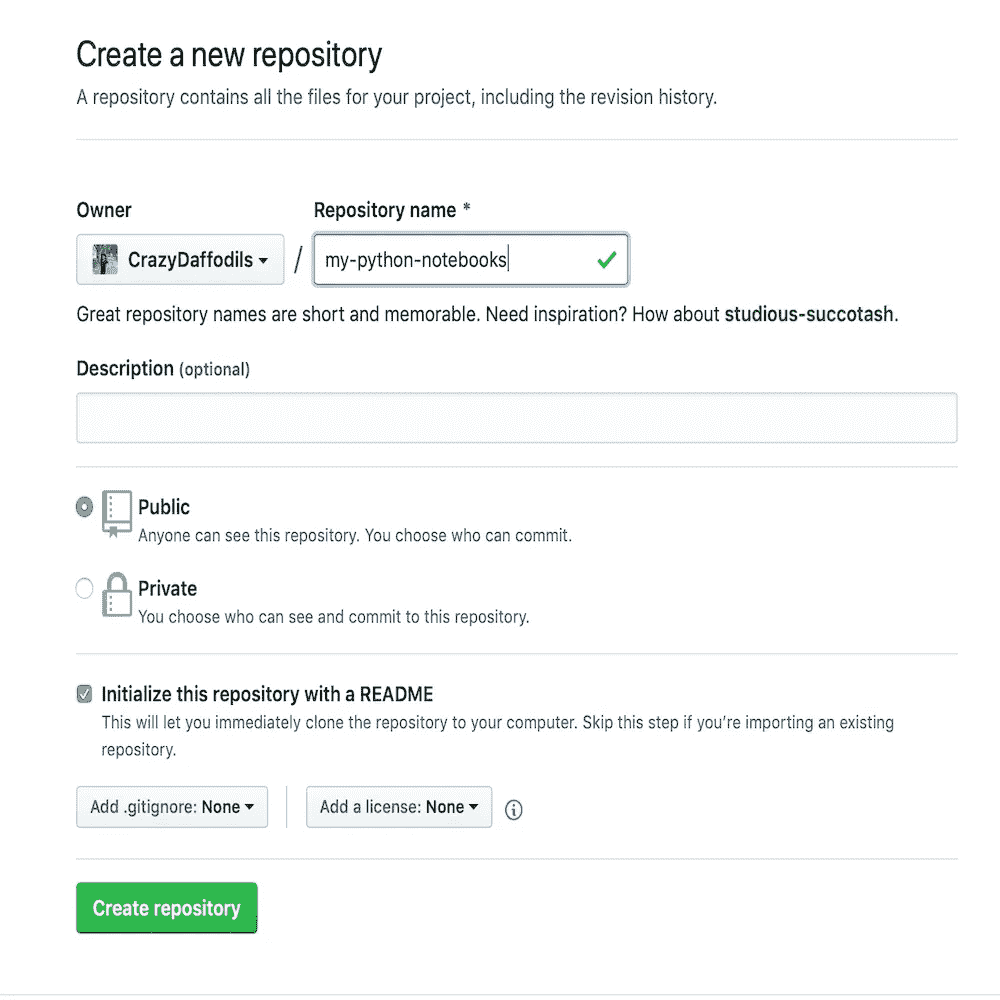 Create a new repository
A repository contains all the files for your project, including the revision history.
Owner
Repository name *
CrazyDaffodils / my-python-notebooks
Great repository names are short and memorable. Need inspiration? How about studious-succotash.
Description (optional)
Public
Anyone can see this repository. You choose who can commit.
Private
You choose who can see and commit to this repository.
Initialize this repository with a README
This will let you immediately clone the repository to your computer. Skip this step if you’re importing an existing
repository.
Add .gitignore: None
Add a license: None
Create repository